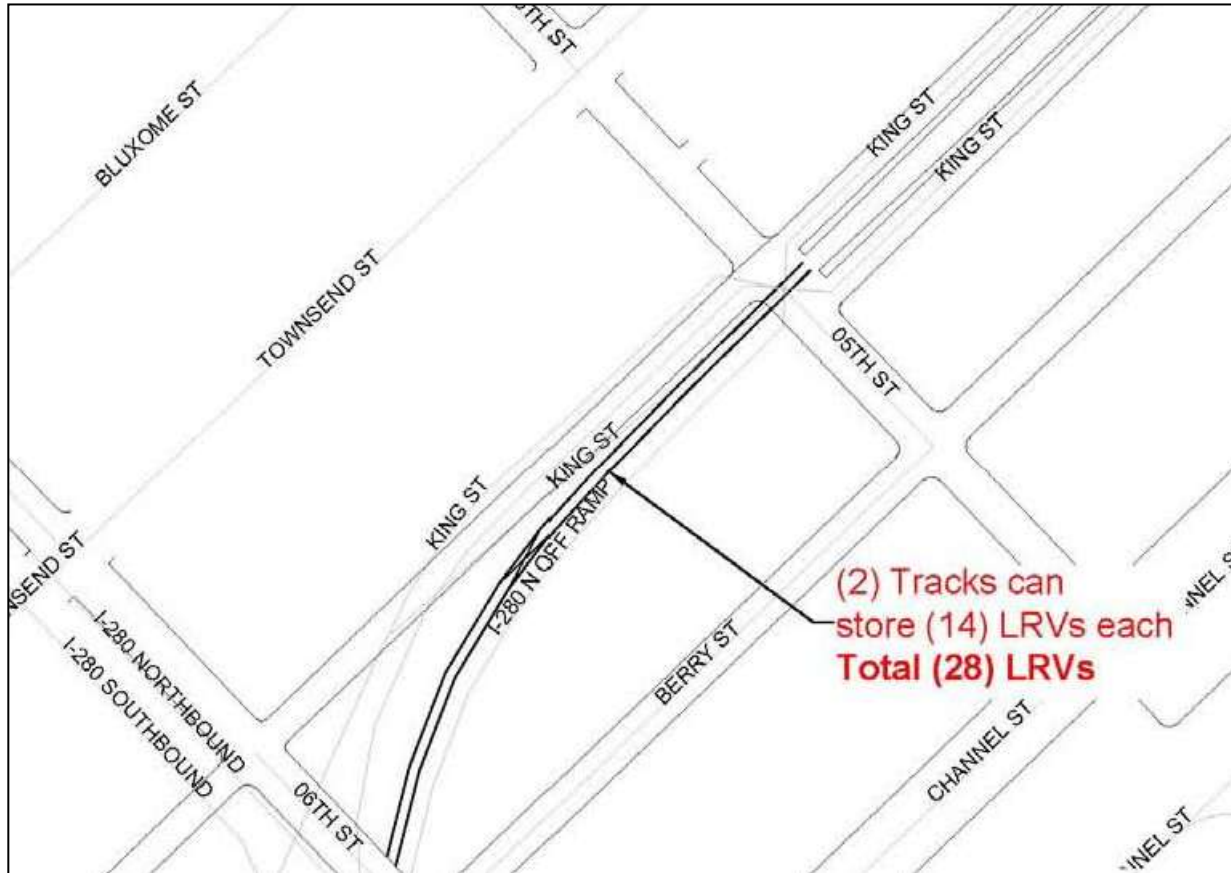 0TH ST
BLUXOME ST
KING ST
KING ST
TOWNSEND ST
05TH ST
KING ST
KING ST
I-280 N OFF RAMP
NSEND ST
I-280 NORTHBOUND
I-280 SOUTHBOUND
06TH ST
BERRY ST
(2) Tracks can
store (14) LRVs each
Total (28) LRVs
NNEL S
CHANNEL ST
NNEL ST